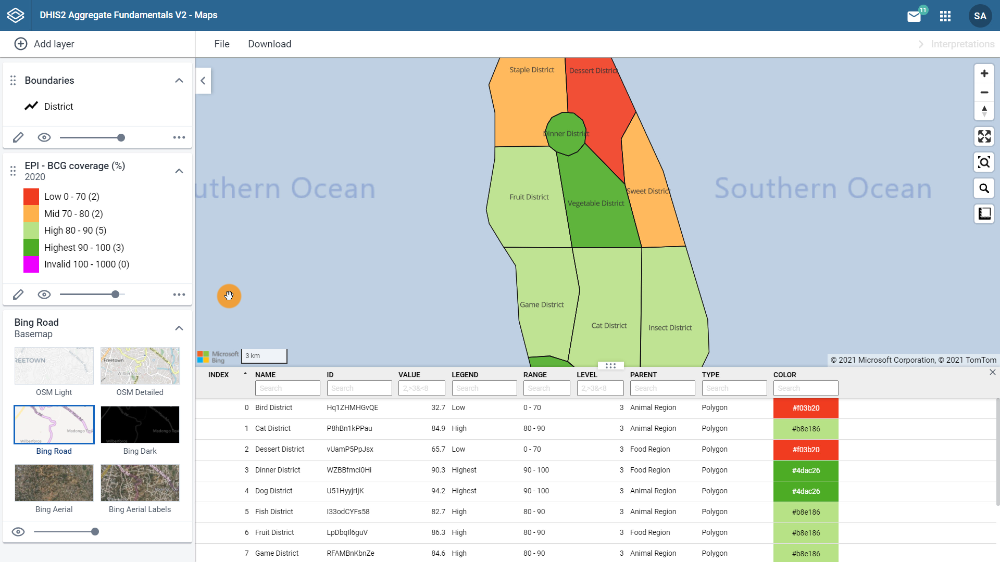 DHIS2 Aggregate Fundamentals V2 - Maps
11
SA
Add layer
File
Download
Interpretations
Boundaries
District
EPI - BCG coverage (%)
2020
Low 0 - 70 (2)
Mid 70 - 80 (2)
High 80 - 90 (5)
Highest 90 - 100 (3)
Invalid 100 - 1000 (0)
Bing Road
Basemap
REETOWN
OSM Light
Freetown
Wilberforce
OSM Detailed
Madongo Tow
Wilberforce
Bing Road
Madongo Tow
Wilberforce
Bing Dark
Bing Aerial
Madongo Town
Wilberforce
Bing Aerial Labels
Staple District
Dessert District
Dinner District
uthern Ocean
Southern Ocean
Fruit District
Vegetable District
Sweet District
Game District
Cat District
Insect District
Microsoft
Bing
3 km
© 2021 Microsoft Corporation, © 2021 TomTom
INDEX NAME ID VALUE LEGEND RANGE LEVEL PARENT TYPE COLOR
Search Search 2,>3&<8 Search Search 2,>3&<8 Search Search Search
0 Bird District Hq1ZHMHGvQE 32.7 Low 0 - 70 3 Animal Region Polygon #f03b20
1 Cat District P8hBn1kPPau 84.9 High 80 - 90 3 Animal Region Polygon #b8e186
2 Dessert District vUamP5PpJsx 65.7 Low 0 - 70 3 Food Region Polygon #f03b20
3 Dinner District WZBBfmci0Hi 90.3 Highest 90 - 100 3 Food Region Polygon #4dac26
4 Dog District U51HyyjrljK 94.2 Highest 90 - 100 3 Animal Region Polygon #4dac26
5 Fish District I33odCYFs58 82.7 High 80 - 90 3 Animal Region Polygon #b8e186
6 Fruit District LpDbqIl6guV 86.3 High 80 - 90 3 Food Region Polygon #b8e186
7 Game District RFAMBnKbnZe 84.6 High 80 - 90 3 Animal Region Polygon #b8e186